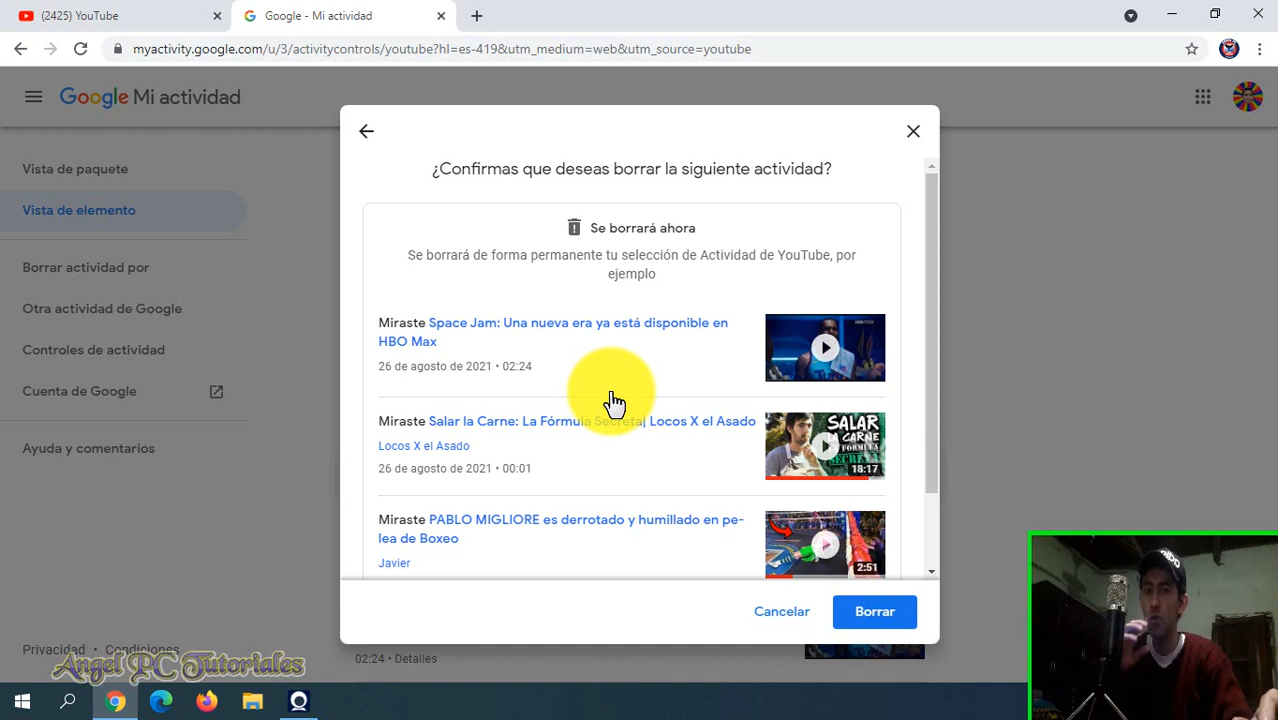 (2425) YouTube
Google - Mi actividad
myactivity.google.com/u/3/activitycontrols/youtube?hl=es-419&utm_medium=web&utm_source=youtube
Google Mi actividad
Vista de paquete
Vista de elemento
Borrar actividad por
Otra actividad de Google
Controles de actividad
Cuenta de Google
Ayuda y comentarios
Privacidad • Condiciones
Angel PC Tutoriales
¿Confirmas que deseas borrar la siguiente actividad?
Se borrará ahora
Se borrará de forma permanente tu selección de Actividad de YouTube, por
ejemplo
Miraste Space Jam: Una nueva era ya está disponible en
HBO Max
26 de agosto de 2021 • 02:24
Miraste Salar la Carne: La Fórmula Secreta| Locos X el Asado
Locos X el Asado
26 de agosto de 2021 • 00:01
SALAR
LA CARNE
LA FÓRMULA
SECRETA
18:17
Miraste PABLO MIGLIORE es derrotado y humillado en pe-
lea de Boxeo
Javier
2:51
Cancelar
Borrar
02:24 • Detalles